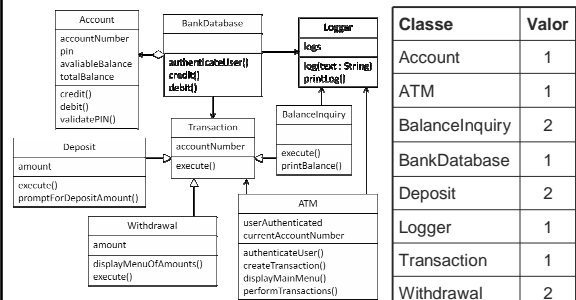 Account
accountNumber
pin
avaliableBalance
totalBalance
credit()
debit()
validatePIN()
BankDatabase
authenticateUser()
credit()
debit()
Logger
logs
log(text : String)
printLog()
BalanceInquiry
execute()
printBalance()
Transaction
accountNumber
execute()
Deposit
amount
execute()
promptForDepositAmount()
Withdrawal
amount
displayMenuOfAmounts()
execute()
ATM
userAuthenticated
currentAccountNumber
authenticateUser()
createTransaction()
displayMainMenu()
performTransactions()
Classe Valor
Account 1
ATM 1
BalanceInquiry 2
BankDatabase 1
Deposit 2
Logger 1
Transaction 1
Withdrawal 2